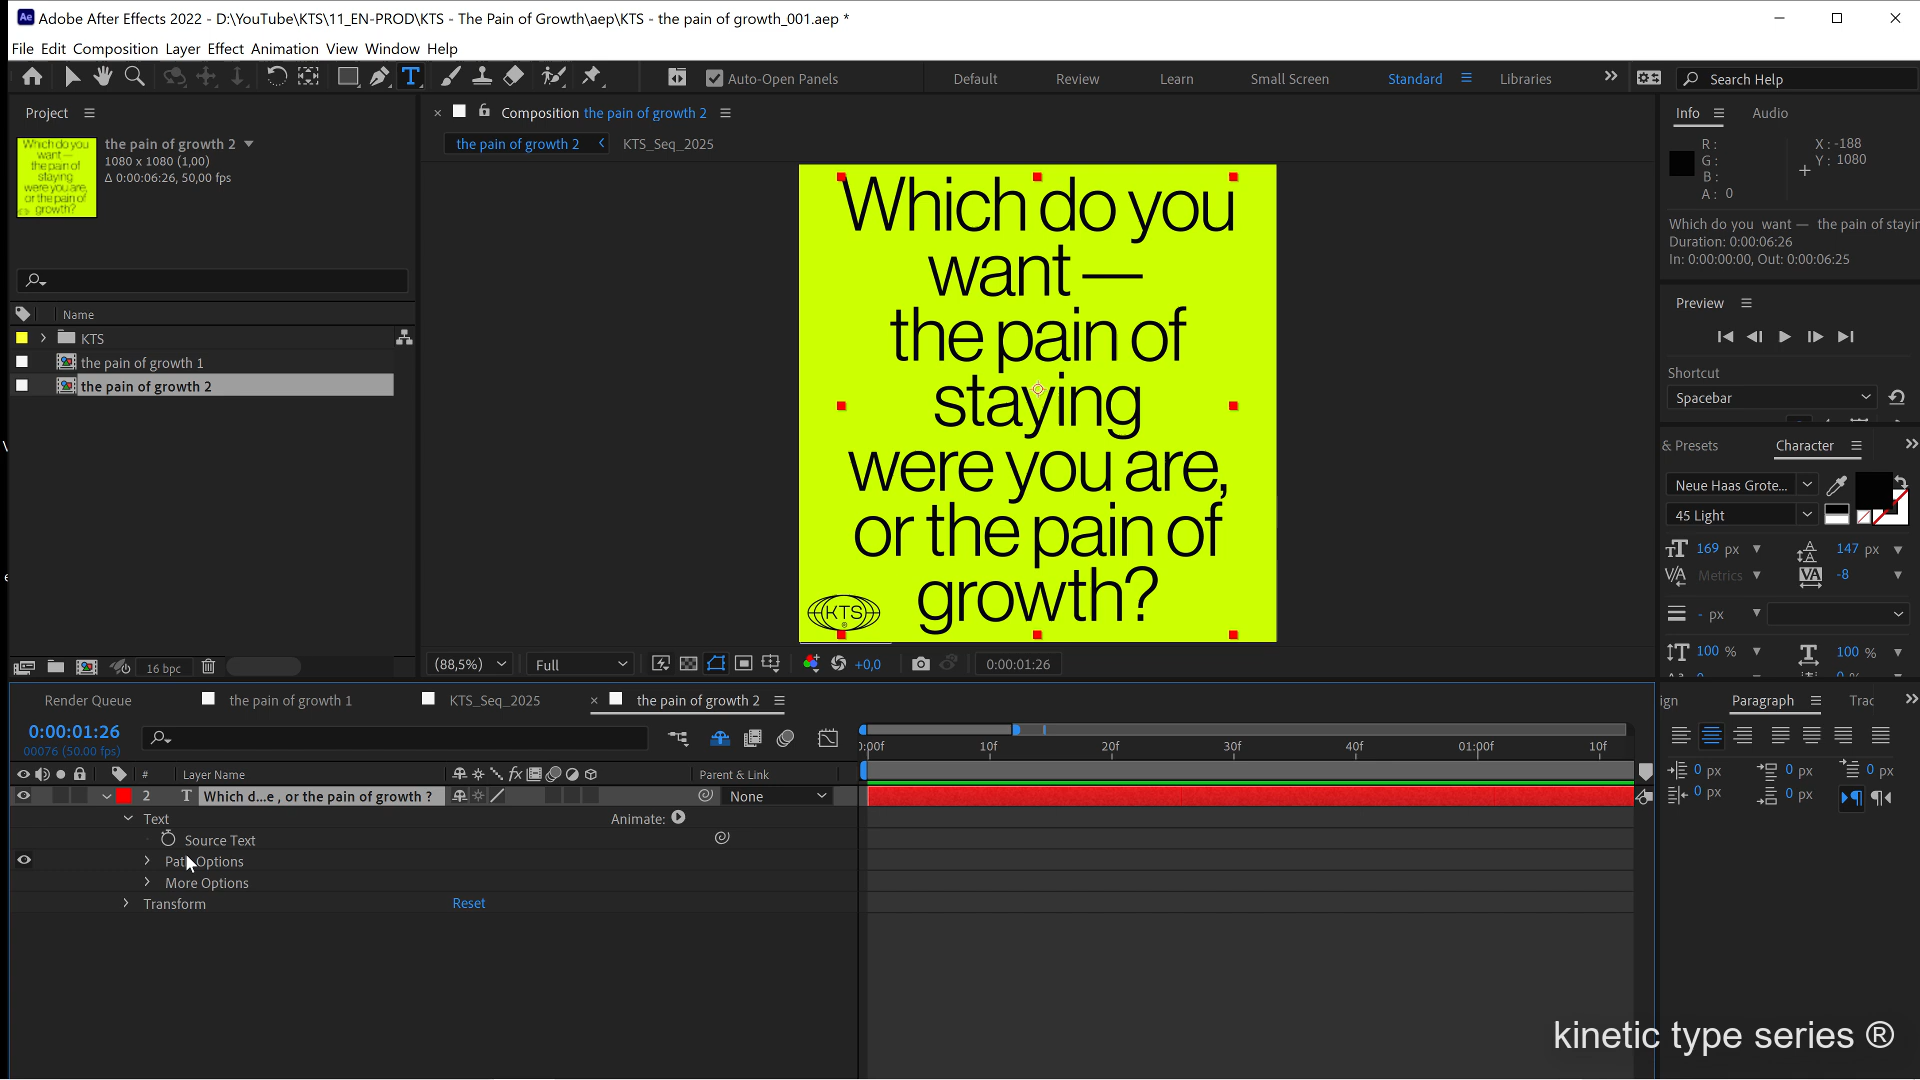 Adobe After Effects 2022 - D:\YouTube\KTS\11_EN-PROD\KTS - The Pain of Growth\aep\KTS - the pain of growth_001.aep *
File Edit Composition Layer Effect Animation View Window Help
Auto-Open Panels
Default
Review
Learn
Small Screen
Standard
Libraries
Search Help
Project
the pain of growth 2
1080 x 1080 (1,00)
Δ 0:00:06:26, 50,00 fps
Name
KTS
the pain of growth 1
the pain of growth 2
16 bpc
Composition the pain of growth 2
the pain of growth 2
KTS_Seq_2025
Which do you
want —
the pain of
staying
were you are,
or the pain of
growth?
KTS
®
(88,5%)
Full
+0,0
0:00:01:26
Info
Audio
R :
G :
B :
A : 0
X : -188
Y : 1080
Which do you want — the pain of stayin
Duration: 0:00:06:26
In: 0:00:00:00, Out: 0:00:06:25
Preview
Shortcut
Spacebar
& Presets
Character
Neue Haas Grote...
45 Light
169 px
147 px
Metrics
-8
- px
100 %
100 %
Render Queue
the pain of growth 1
KTS_Seq_2025
the pain of growth 2
0:00:01:26
00076 (50.00 fps)
# Layer Name
Parent & Link
2 T Which d...e , or the pain of growth ?
None
Text
Animate:
Source Text
Path Options
More Options
Transform
Reset
0:00f
10f
20f
30f
40f
01:00f
10f
ign
Paragraph
Trac
0 px
0 px
0 px
0 px
0 px
kinetic type series ®